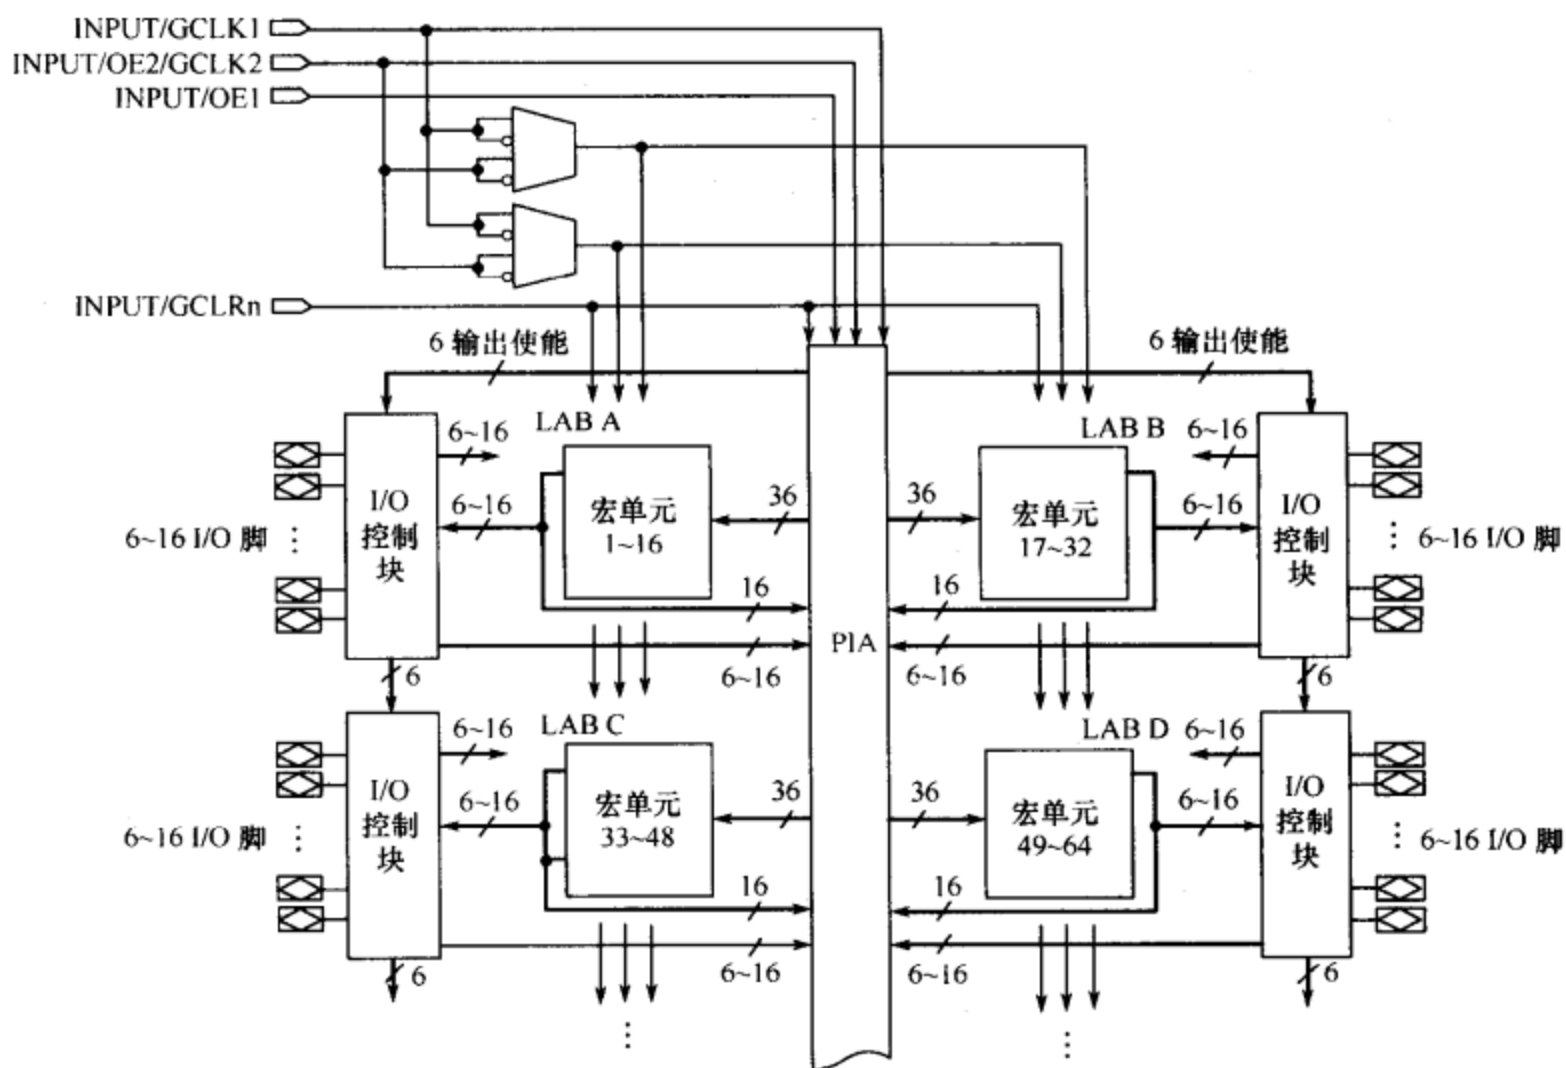 INPUT/GCLK1
INPUT/OE2/GCLK2
INPUT/OE1
INPUT/GCLRn
6 输出使能
6 输出使能
LAB A
LAB B
6~16
6~16
I/O
控制
块
6~16
宏单元
1~16
36
36
宏单元
17~32
6~16
I/O
控制
块
6~16 I/O 脚
⋮
⋮
6~16 I/O 脚
16
16
PIA
6~16
6~16
6
6
LAB C
LAB D
6~16
6~16
I/O
控制
块
6~16
宏单元
33~48
36
36
宏单元
49~64
6~16
I/O
控制
块
6~16 I/O 脚
⋮
⋮
6~16 I/O 脚
16
16
6~16
6~16
6
6
⋮
⋮